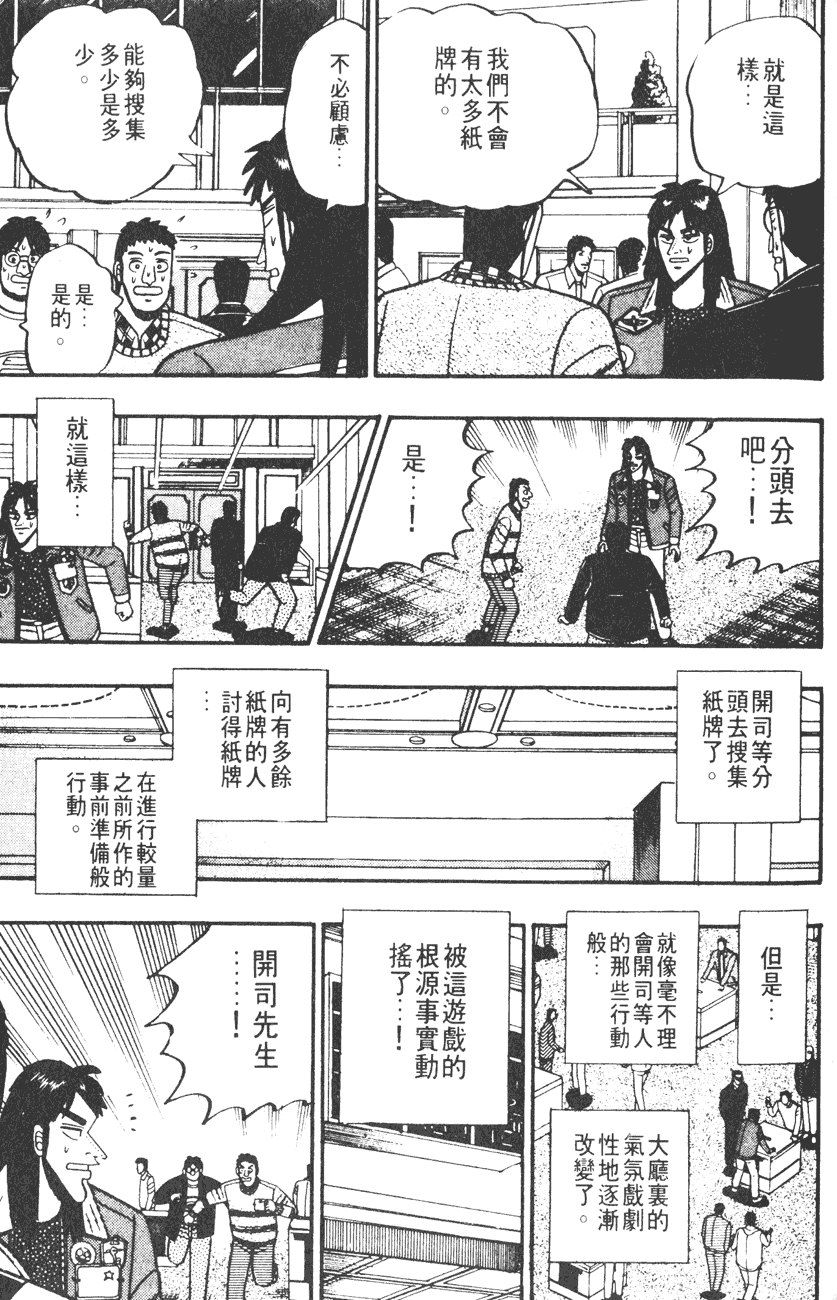 就是這
樣…
我們不會
有太多紙
牌的。
不必顧慮…
能夠搜集
多少是多
少。
是…
是的。
分頭去
吧…!
是…!
就這樣…
開司等分
頭去搜集
紙牌了。
向有多餘
紙牌的人
討得紙牌
…
在進行較量
之前所作的
事前準備般
行動。
但是…
就像毫不理
會開司等人
的那些行動
般…
大廳裏的
氣氛戲劇
性地逐漸
改變了。
被這遊戲的
根源事實動
搖了…!
開司先生
……!